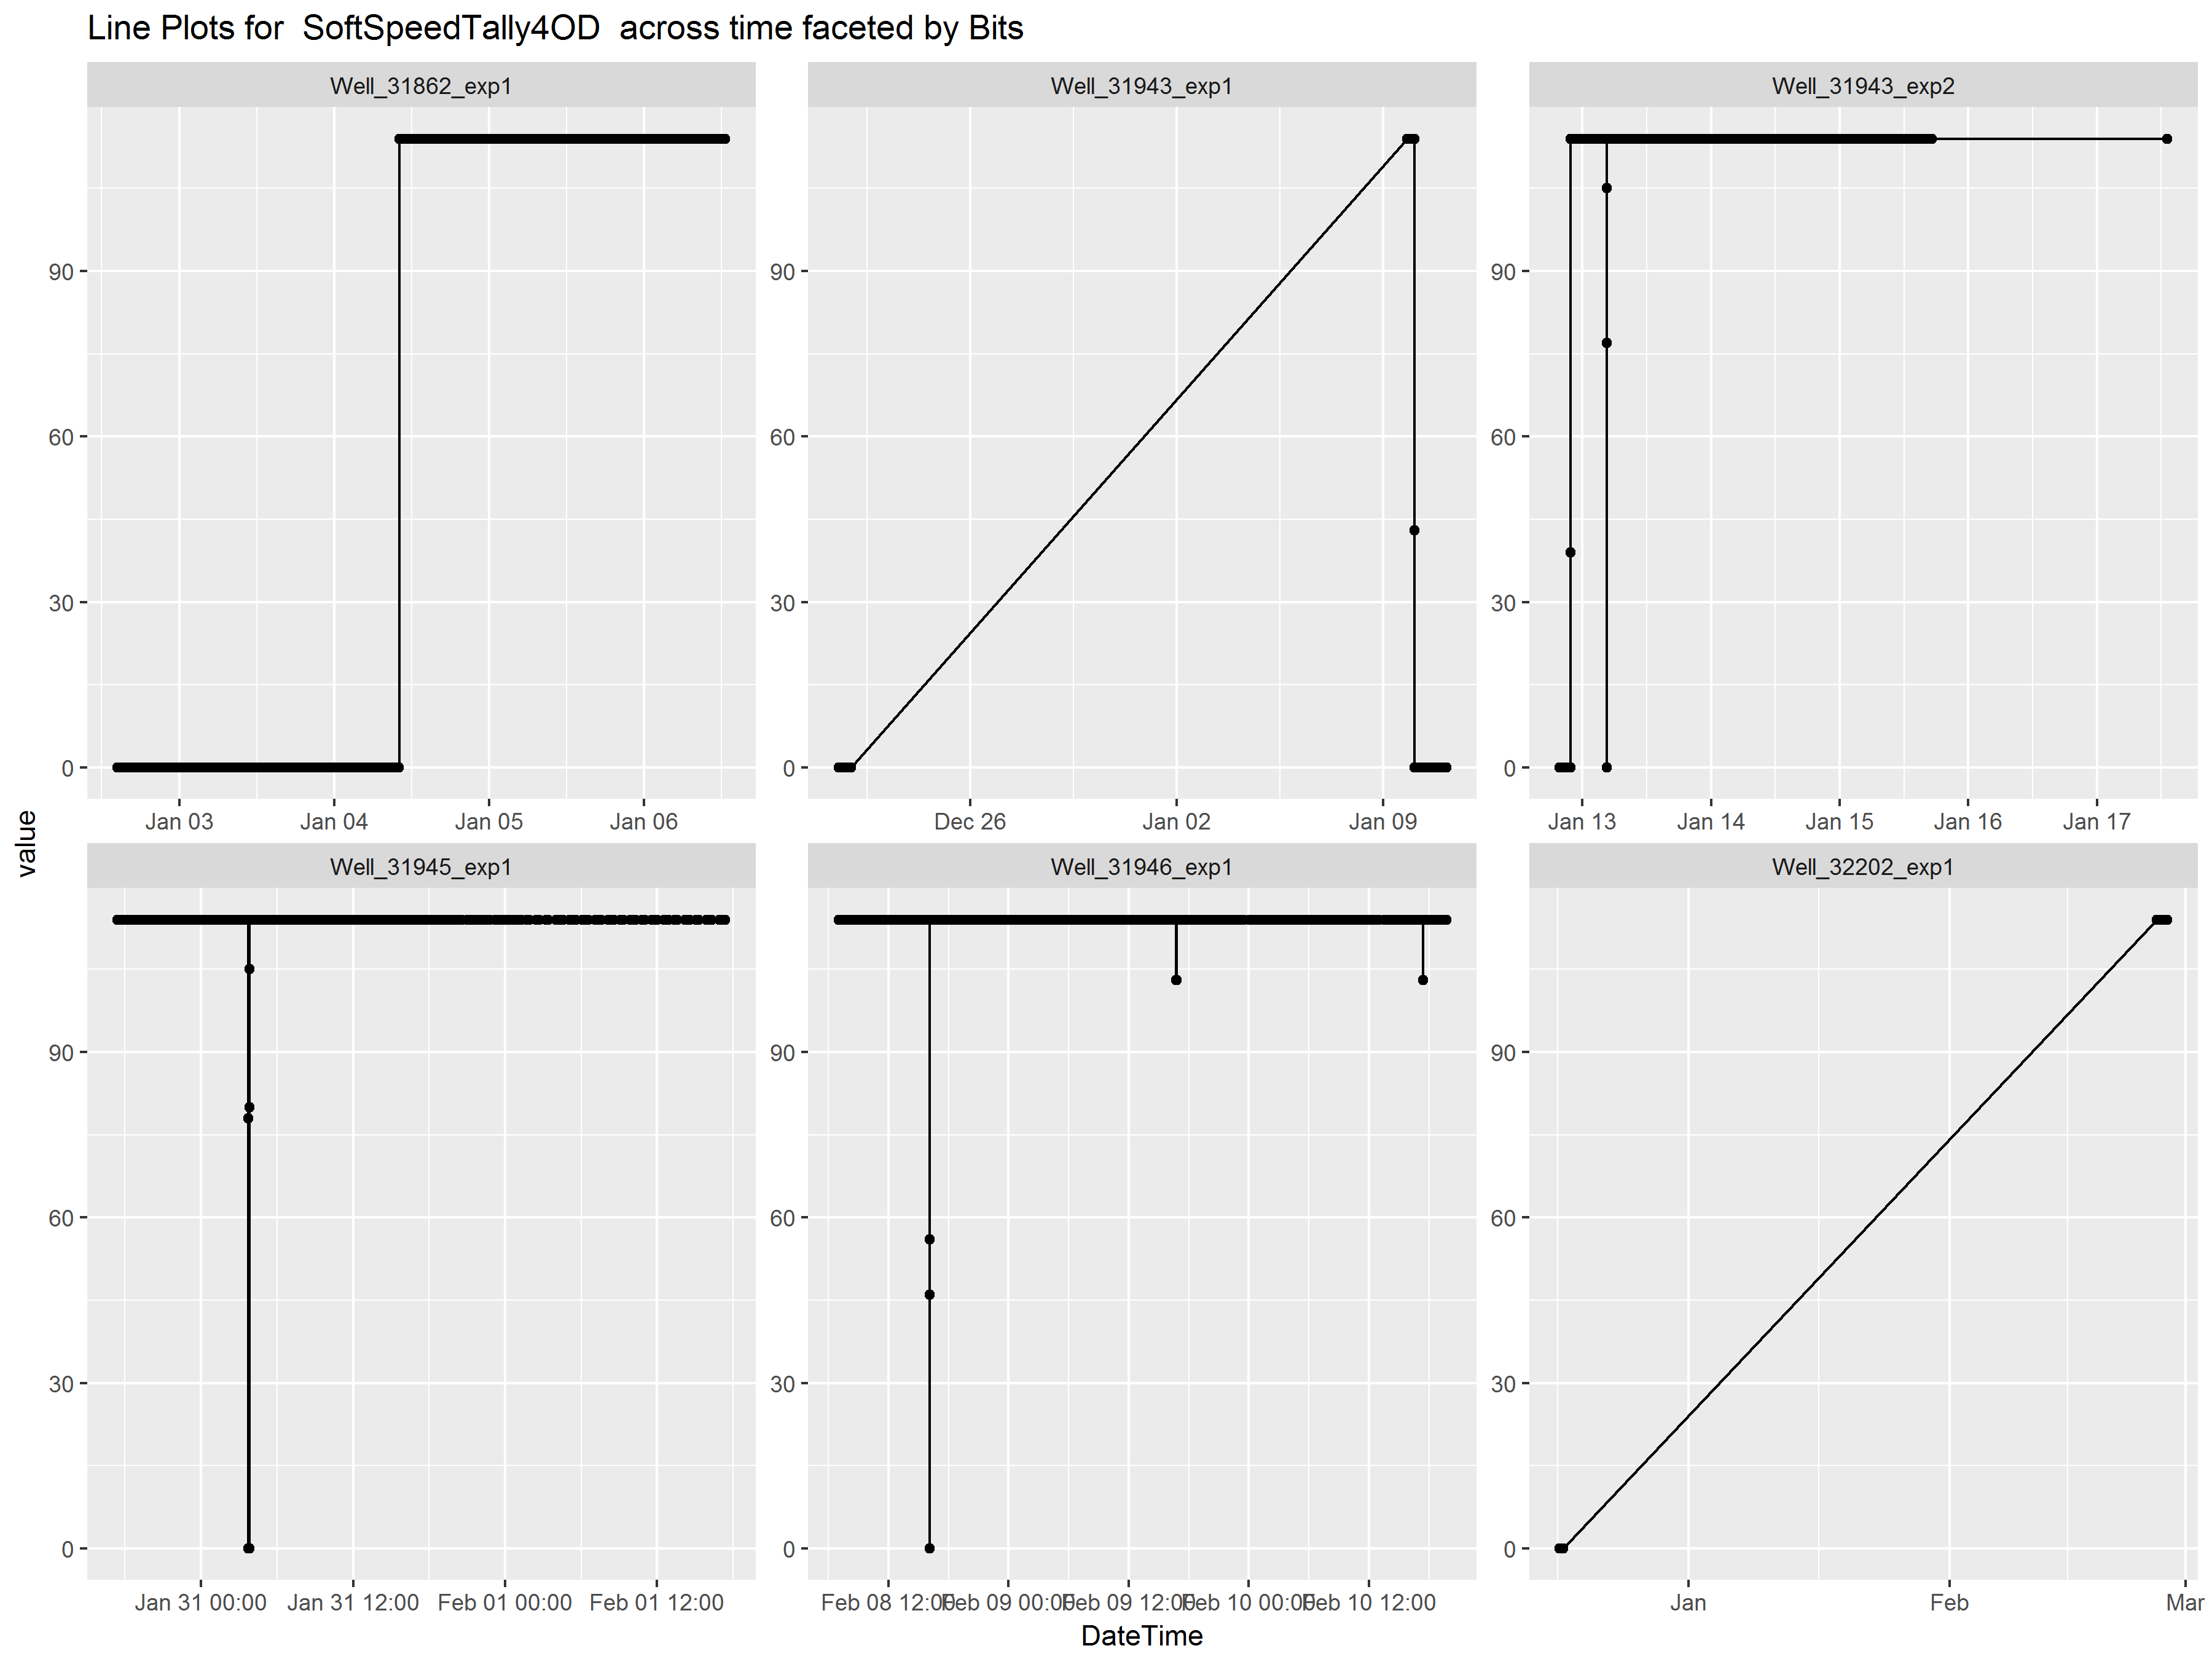 Line Plots for  SoftSpeedTally4OD  across time faceted by Bits
Well_31862_exp1
Well_31943_exp1
Well_31943_exp2
90
60
30
0
90
60
30
0
90
60
30
0
Jan 03 Jan 04 Jan 05 Jan 06
Dec 26 Jan 02 Jan 09
Jan 13 Jan 14 Jan 15 Jan 16 Jan 17
value
Well_31945_exp1
Well_31946_exp1
Well_32202_exp1
90
60
30
0
90
60
30
0
90
60
30
0
Jan 31 00:00 Jan 31 12:00 Feb 01 00:00 Feb 01 12:00
Feb 08 12:00 Feb 09 00:00 Feb 09 12:00 Feb 10 00:00 Feb 10 12:00
Jan Feb Mar
DateTime